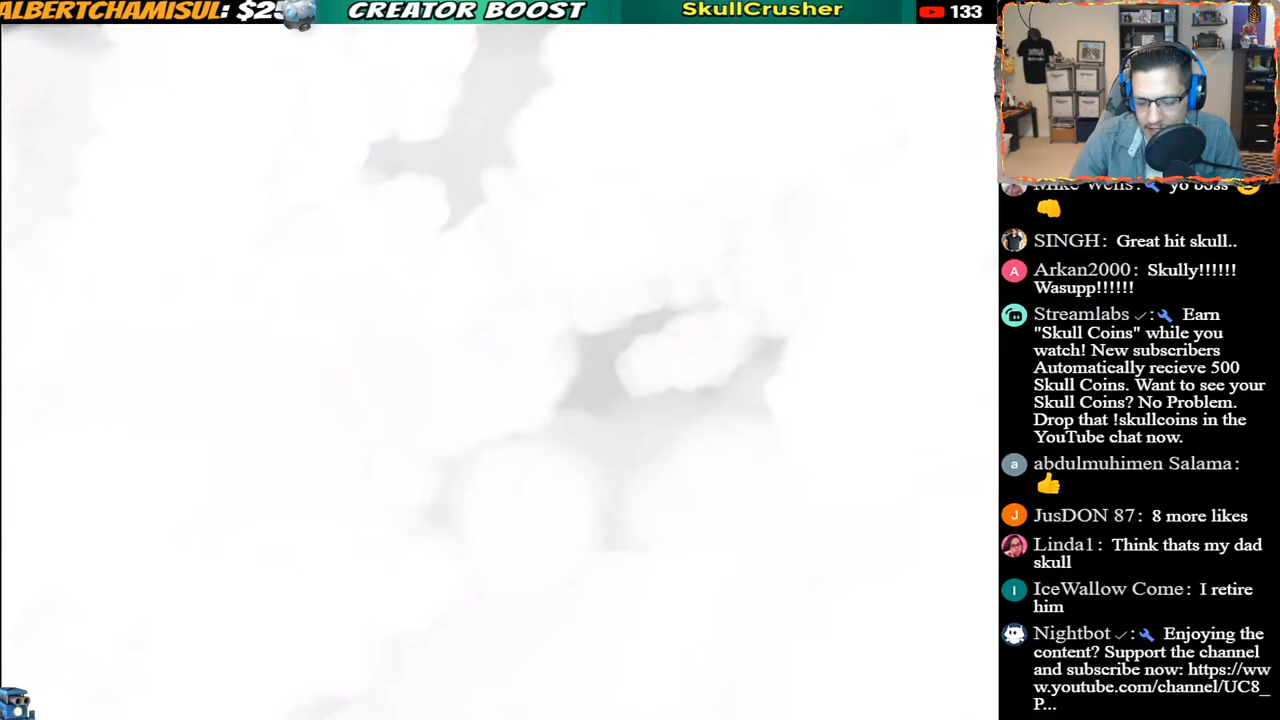 ALBERTCHAMISUL: $25
CREATOR BOOST
SkullCrusher
133
Mike Wells: yo boss
SINGH: Great hit skull..
Arkan2000: Skully!!!!!!
Wasupp!!!!!!
Streamlabs ✓: Earn
"Skull Coins" while you
watch! New subscribers
Automatically recieve 500
Skull Coins. Want to see your
Skull Coins? No Problem.
Drop that !skullcoins in the
YouTube chat now.
abdulmuhimen Salama:
JusDON 87: 8 more likes
Linda1: Think thats my dad
skull
IceWallow Come: I retire
him
Nightbot ✓: Enjoying the
content? Support the channel
and subscribe now: https://ww
w.youtube.com/channel/UC8_
P...